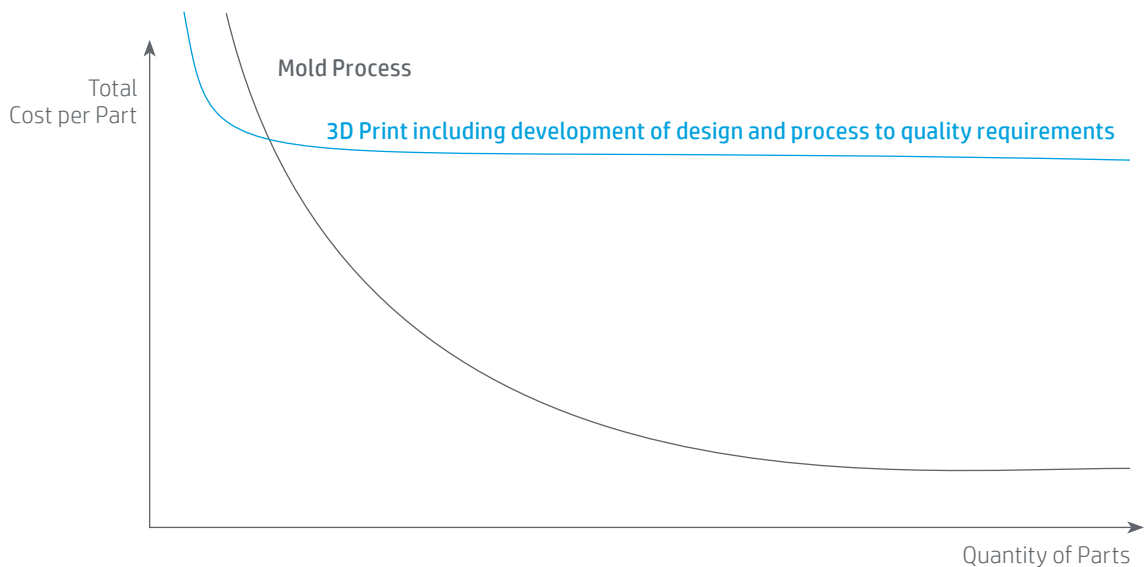 Mold Process
Total
Cost per Part
3D Print including development of design and process to quality requirements
Quantity of Parts